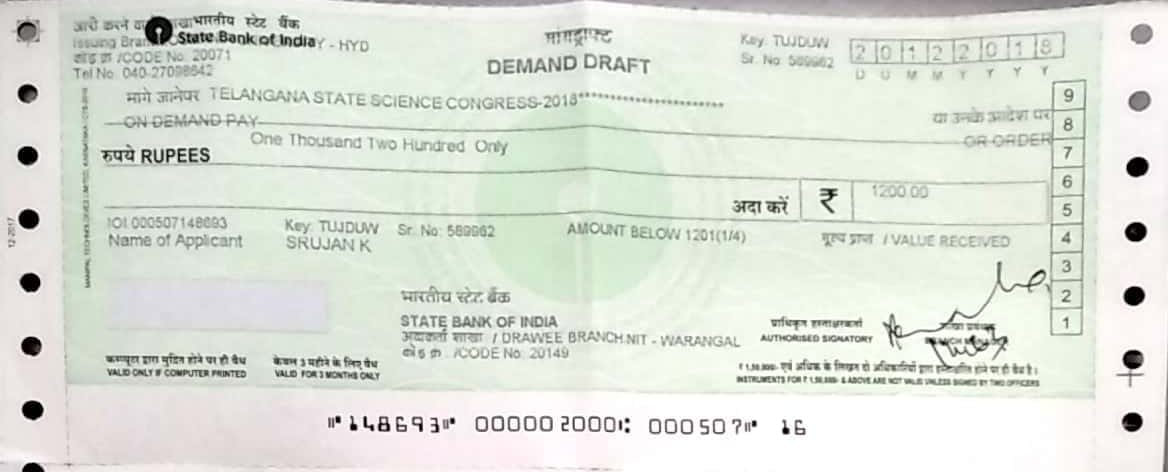 जारी करने वा शाखा भारतीय स्टेट बैंक
Issuing Bran State Bank of India Y - HYD
कोड क्र /CODE No: 20071
Tel No. 040-27098642
मांगड्राफ्ट
DEMAND DRAFT
Key: TUJDUW
Sr. No: 589962
2 0 1 2 2 0 1 8
D D M M Y Y Y Y
मांगे जानेपर TELANGANA STATE SCIENCE CONGRESS-2018***********************
ON DEMAND PAY
या उनके आदेश पर
OR ORDER
One Thousand Two Hundred Only
रुपये RUPEES
अदा करें ₹ 1200.00
9
8
7
6
5
4
3
2
1
IOI 000507148693 Key: TUJDUW Sr. No: 589962 AMOUNT BELOW 1201(1/4)
Name of Applicant SRUJAN K
मूल्य प्राप्त / VALUE RECEIVED
भारतीय स्टेट बैंक
STATE BANK OF INDIA
अदाकर्ता शाखा / DRAWEE BRANCH:NIT - WARANGAL
कोड क्र. /CODE No: 20149
प्राधिकृत हस्ताक्षरकर्ता
AUTHORISED SIGNATORY
शाखा प्रबंधक
BRANCH MANAGER
कम्प्यूटर द्वारा मुद्रित होने पर ही वैध
VALID ONLY IF COMPUTER PRINTED
केवल 3 महीने के लिए वैध
VALID FOR 3 MONTHS ONLY
₹ 1,50,000/- एवं अधिक के लिखत दो अधिकारियों द्वारा हस्ताक्षरित होने पर ही वैध है।
INSTRUMENTS FOR ₹ 1,50,000/- & ABOVE ARE NOT VALID UNLESS SIGNED BY TWO OFFICERS
12-2017
⑈148693⑈ 000002000⑆ 000507⑈ 16